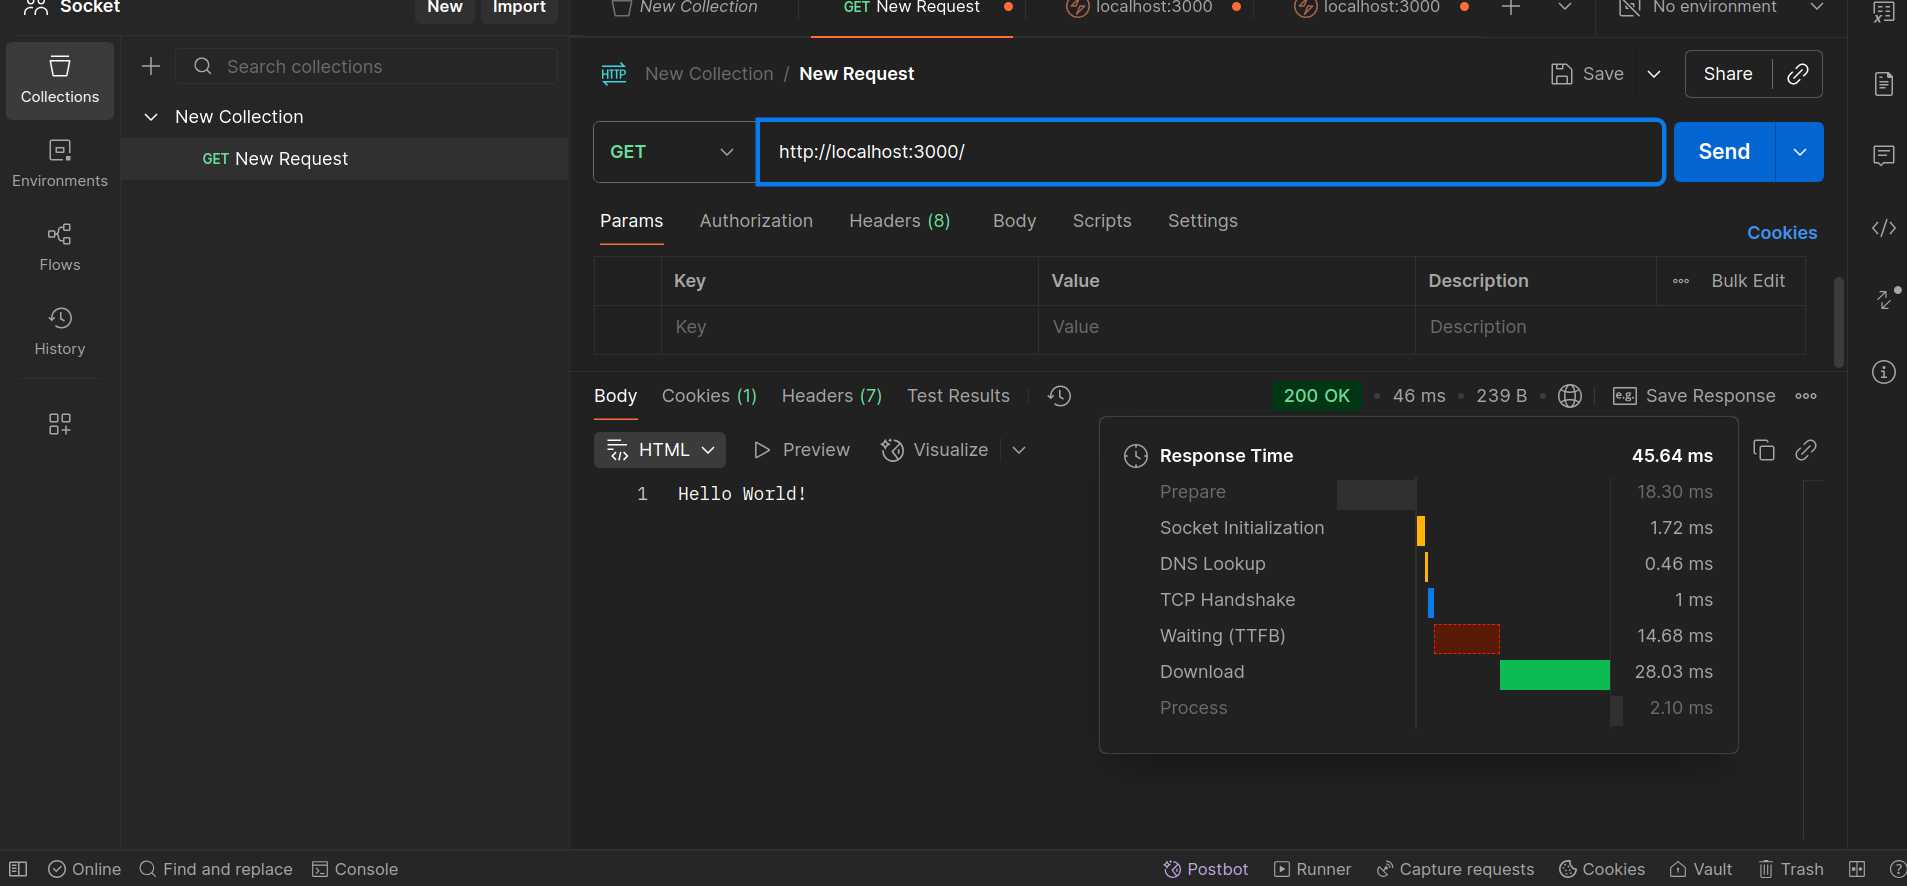 Socket
New
Import
New Collection
GET New Request
localhost:3000
localhost:3000
No environment
Collections
Search collections
New Collection
GET New Request
Environments
Flows
History
HTTP
New Collection / New Request
Save
Share
GET
http://localhost:3000/
Send
Params
Authorization
Headers (8)
Body
Scripts
Settings
Cookies
Key
Value
Description
Bulk Edit
Key
Value
Description
Body
Cookies (1)
Headers (7)
Test Results
200 OK
46 ms
239 B
e.g.
Save Response
HTML
Preview
Visualize
1 Hello World!
Response Time 45.64 ms
Prepare 18.30 ms
Socket Initialization 1.72 ms
DNS Lookup 0.46 ms
TCP Handshake 1 ms
Waiting (TTFB) 14.68 ms
Download 28.03 ms
Process 2.10 ms
Online
Find and replace
Console
Postbot
Runner
Capture requests
Cookies
Vault
Trash